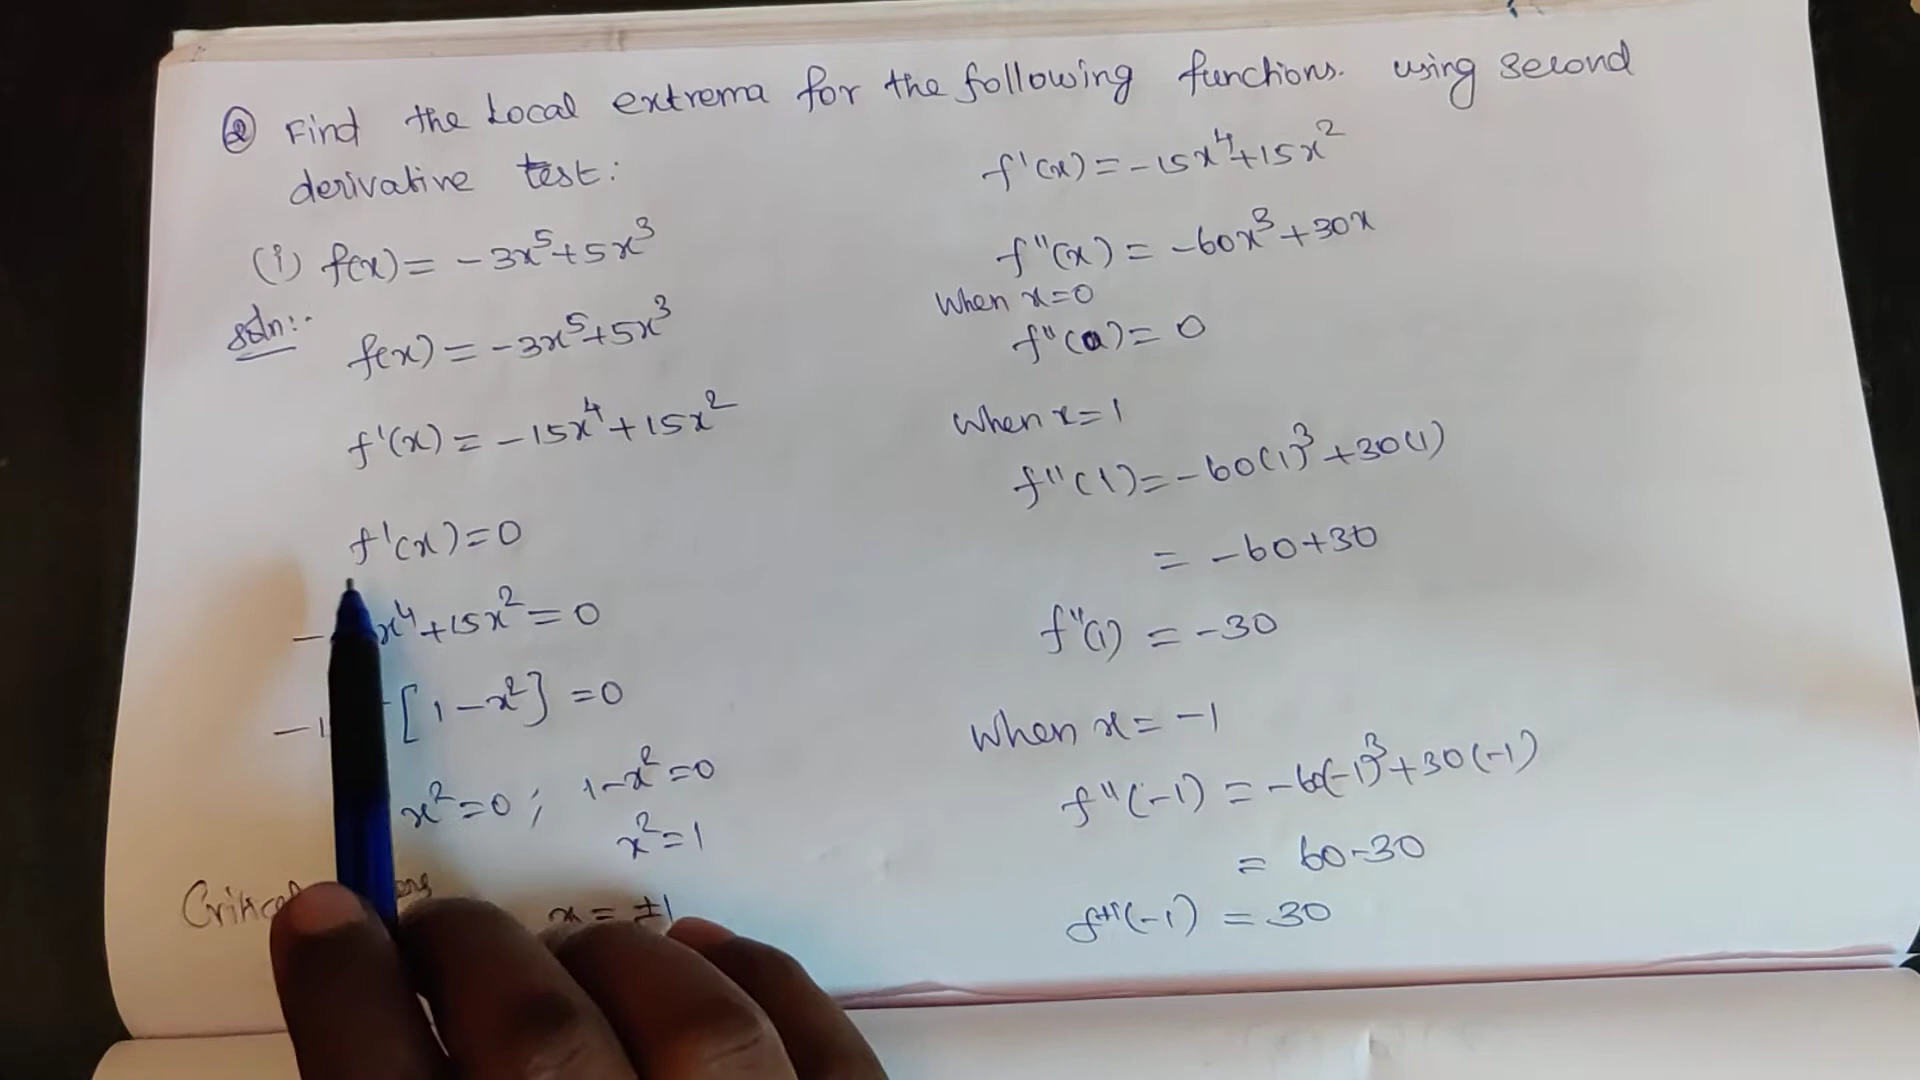 ② Find the Local extrema for the following functions. using second
derivative test:
(i) f(x) = -3x⁵+5x³
Soln:-
f(x) = -3x⁵+5x³
f'(x) = -15x⁴+15x²
f'(x)=0
x⁴+15x²=0
[1-x²] =0
x²=0; 1-x²=0
x²=1
x = ±1
f'(x) = -15x⁴+15x²
f"(x) = -60x³+30x
When x=0
f"(0)= 0
When x=1
f"(1)=-60(1)³+30(1)
= -60+30
f"(1) = -30
When x = -1
f"(-1) = -60(-1)³+30(-1)
= 60-30
f"(-1) = 30